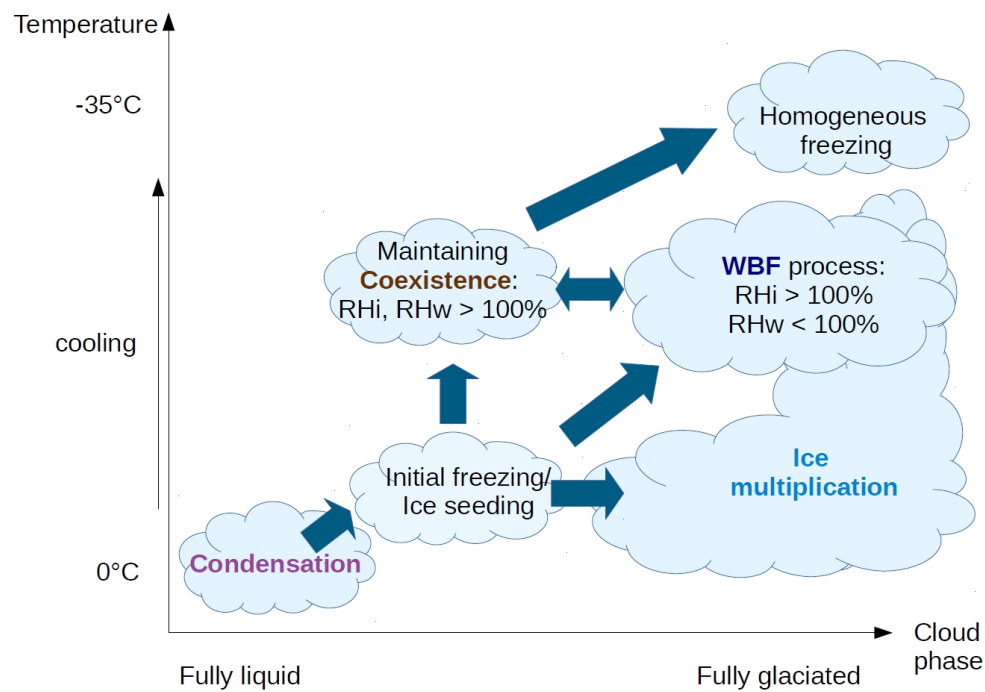 Temperature
-35°C
Homogeneous
freezing
Maintaining
Coexistence:
RHi, RHw > 100%
WBF process:
RHi > 100%
RHw < 100%
cooling
Initial freezing/
Ice seeding
Ice
multiplication
Condensation
0°C
Cloud
phase
Fully liquid
Fully glaciated